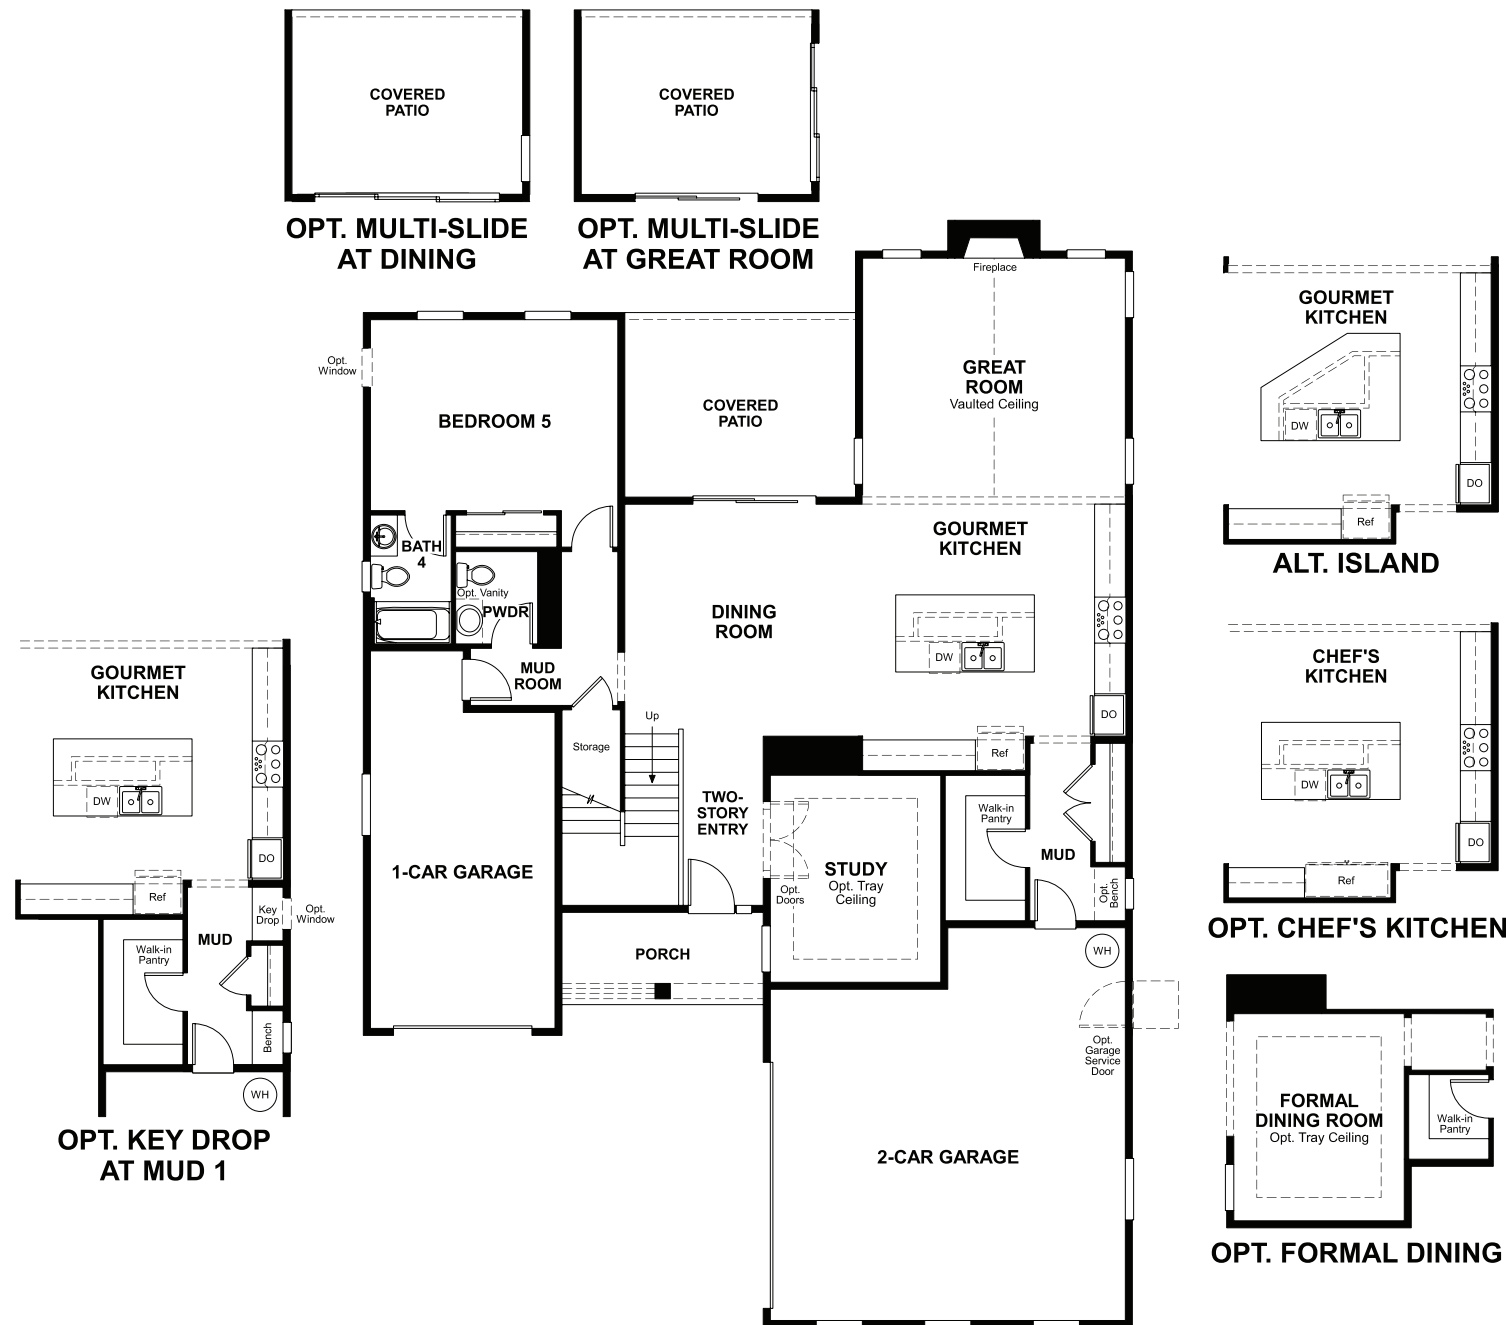 COVERED
PATIO
OPT. MULTI-SLIDE
AT DINING
COVERED
PATIO
OPT. MULTI-SLIDE
AT GREAT ROOM
Fireplace
GREAT
ROOM
Vaulted Ceiling
Opt.
Window
BEDROOM 5
COVERED
PATIO
GOURMET
KITCHEN
DW
DO
Ref
ALT. ISLAND
BATH
4
Opt. Vanity
PWDR
MUD
ROOM
DINING
ROOM
GOURMET
KITCHEN
DW
DO
Ref
Up
Storage
TWO-
STORY
ENTRY
1-CAR GARAGE
Opt.
Doors
STUDY
Opt. Tray
Ceiling
Walk-in
Pantry
MUD
Opt.
Bench
PORCH
WH
Opt.
Garage
Service
Door
2-CAR GARAGE
GOURMET
KITCHEN
DW
DO
Ref
Key
Drop
Opt.
Window
MUD
Walk-in
Pantry
Bench
WH
OPT. KEY DROP
AT MUD 1
CHEF'S
KITCHEN
DW
DO
Ref
OPT. CHEF'S KITCHEN
FORMAL
DINING ROOM
Opt. Tray Ceiling
Walk-in
Pantry
OPT. FORMAL DINING